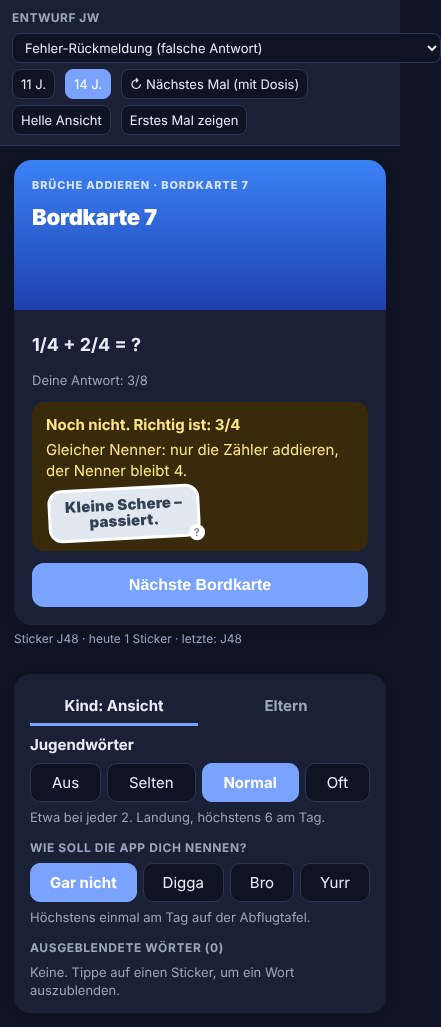 ENTWURF JW
Fehler-Rückmeldung (falsche Antwort)
11 J. 14 J. ↻ Nächstes Mal (mit Dosis)
Helle Ansicht Erstes Mal zeigen
BRÜCHE ADDIEREN · BORDKARTE 7
Bordkarte 7
1/4 + 2/4 = ?
Deine Antwort: 3/8
Noch nicht. Richtig ist: 3/4
Gleicher Nenner: nur die Zähler addieren,
der Nenner bleibt 4.
Kleine Schere –
passiert.
?
Nächste Bordkarte
Sticker J48 · heute 1 Sticker · letzte: J48
Kind: Ansicht Eltern
Jugendwörter
Aus Selten Normal Oft
Etwa bei jeder 2. Landung, höchstens 6 am Tag.
WIE SOLL DIE APP DICH NENNEN?
Gar nicht Digga Bro Yurr
Höchstens einmal am Tag auf der Abflugtafel.
AUSGEBLENDETE WÖRTER (0)
Keine. Tippe auf einen Sticker, um ein Wort
auszublenden.